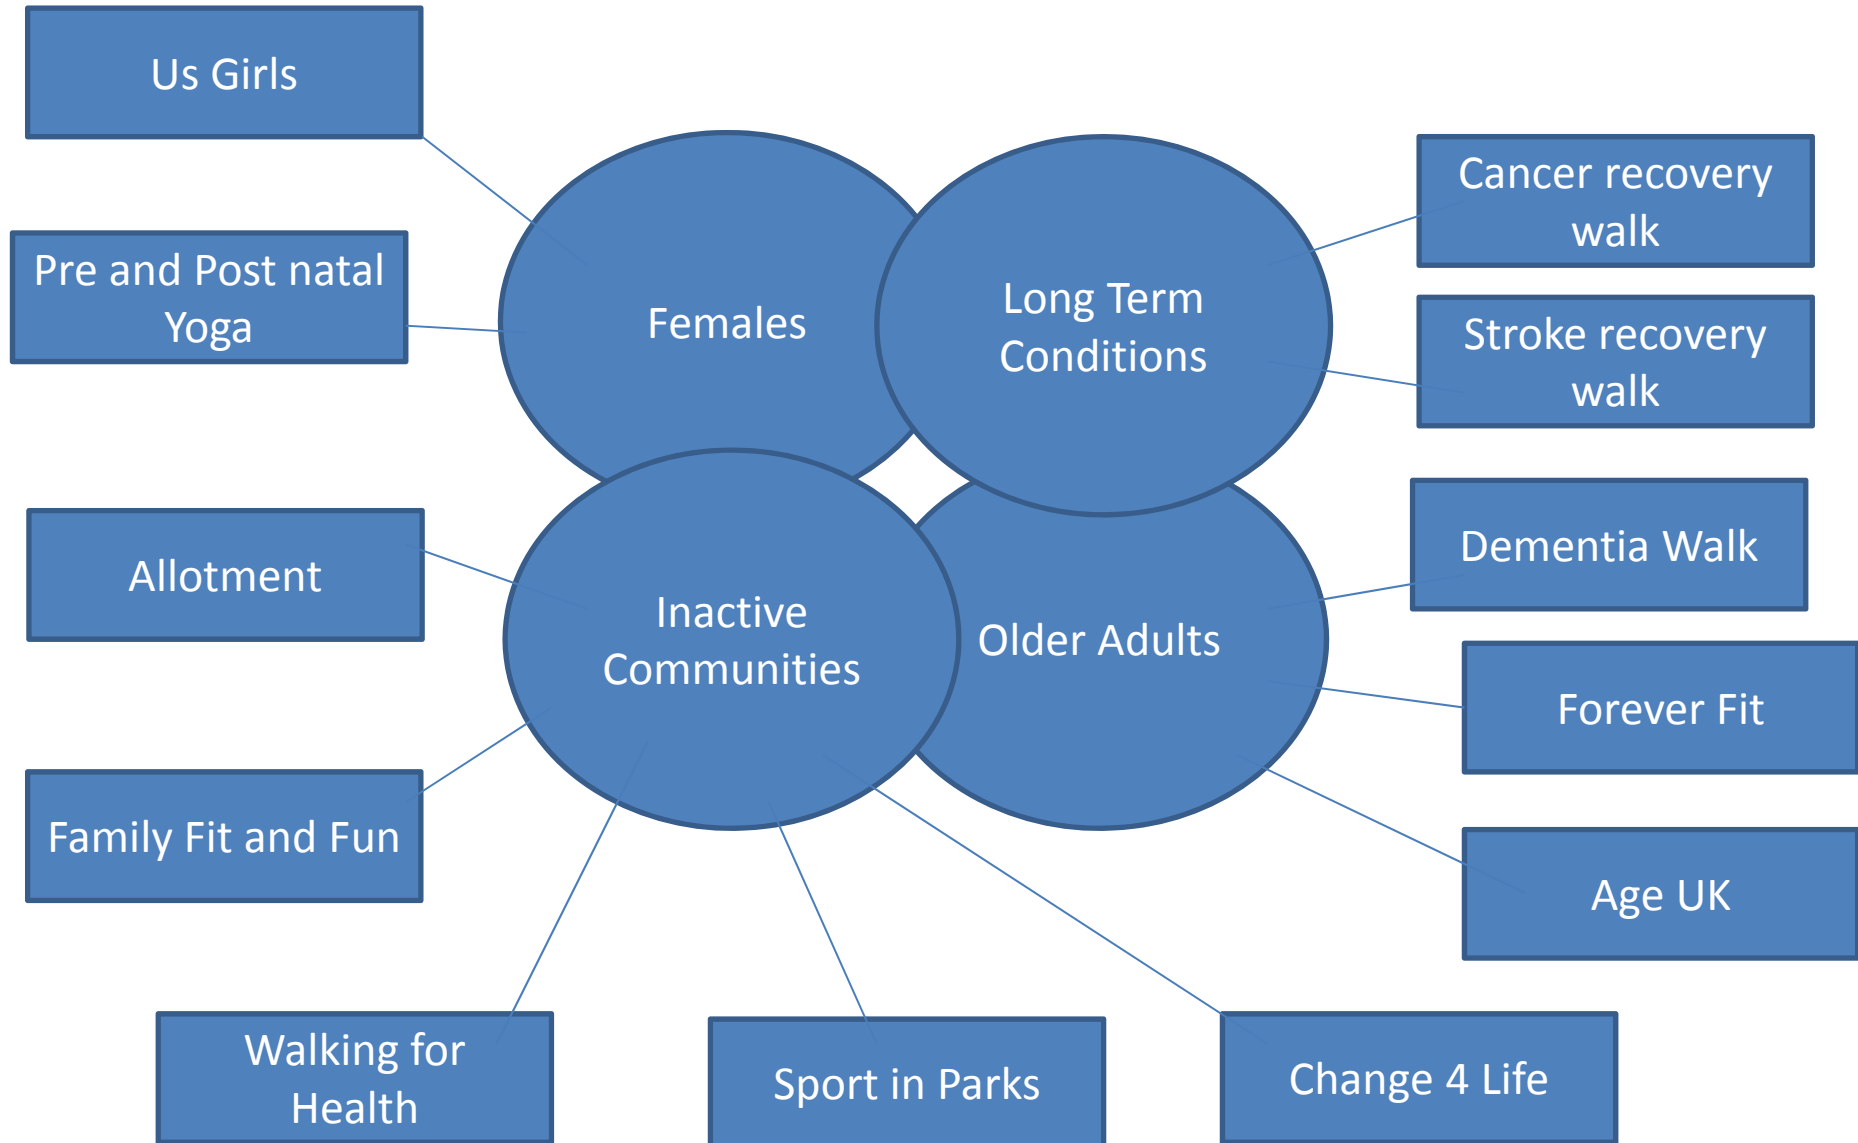 Us Girls
Pre and Post natal
Yoga
Females
Long Term
Conditions
Cancer recovery
walk
Stroke recovery
walk
Allotment
Inactive
Communities
Older Adults
Dementia Walk
Forever Fit
Family Fit and Fun
Age UK
Walking for
Health
Sport in Parks
Change 4 Life